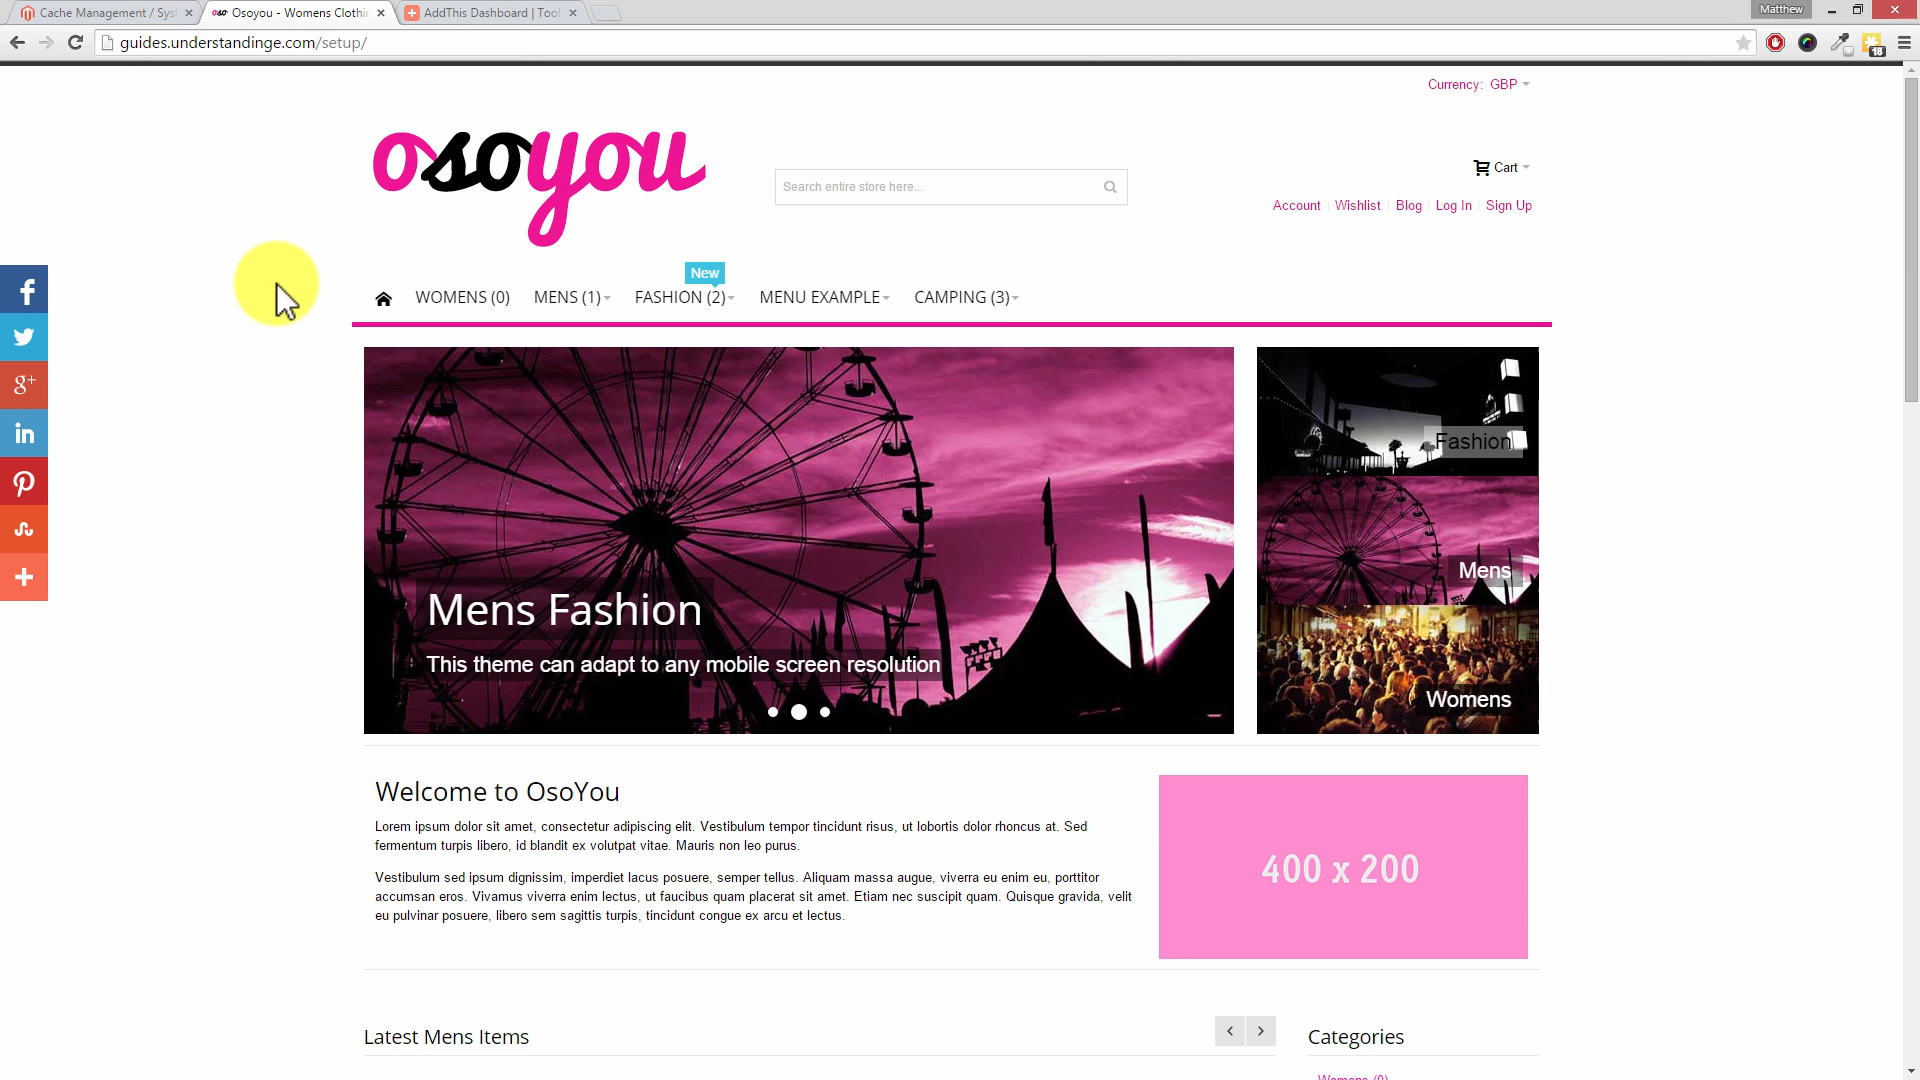 Cache Management / Sys
Osoyou - Womens Clothin
AddThis Dashboard | Tool
Matthew
guides.understandinge.com/setup/
18
Currency: GBP
osoyou
Search entire store here...
Cart
Account Wishlist Blog Log In Sign Up
New
WOMENS (0) MENS (1) FASHION (2) MENU EXAMPLE CAMPING (3)
Fashion
Mens
Womens
Mens Fashion
This theme can adapt to any mobile screen resolution
Welcome to OsoYou
Lorem ipsum dolor sit amet, consectetur adipiscing elit. Vestibulum tempor tincidunt risus, ut lobortis dolor rhoncus at. Sed
fermentum turpis libero, id blandit ex volutpat vitae. Mauris non leo purus.
Vestibulum sed ipsum dignissim, imperdiet lacus posuere, semper tellus. Aliquam massa augue, viverra eu enim eu, porttitor
accumsan eros. Vivamus viverra enim lectus, ut faucibus quam placerat sit amet. Etiam nec suscipit quam. Quisque gravida, velit
eu pulvinar posuere, libero sem sagittis turpis, tincidunt congue ex arcu et lectus.
400 x 200
Latest Mens Items
Categories
Womens (0)